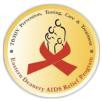 TB/HIV Prevention, Testing, Care & Treatment
Eastern Deanery AIDS Relief Program